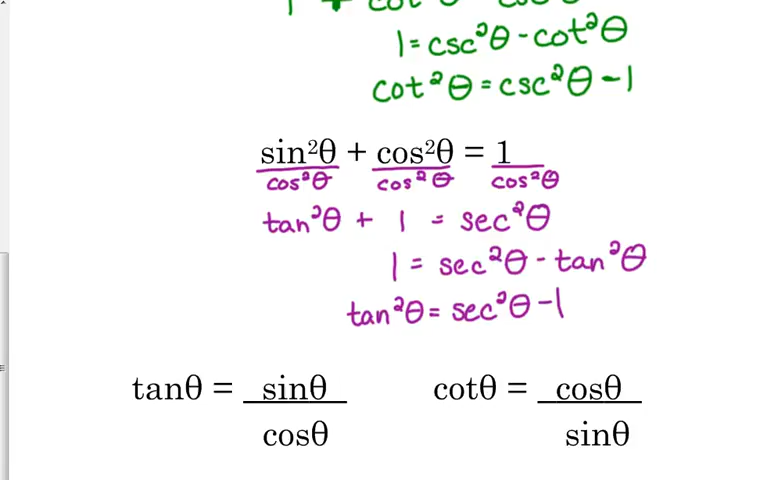 1 = csc²θ - cot²θ
cot²θ = csc²θ - 1
sin²θ + cos²θ = 1
cos²θ cos²θ cos²θ
tan²θ + 1 = sec²θ
1 = sec²θ - tan²θ
tan²θ = sec²θ - 1
tanθ = sinθ cotθ = cosθ
cosθ sinθ